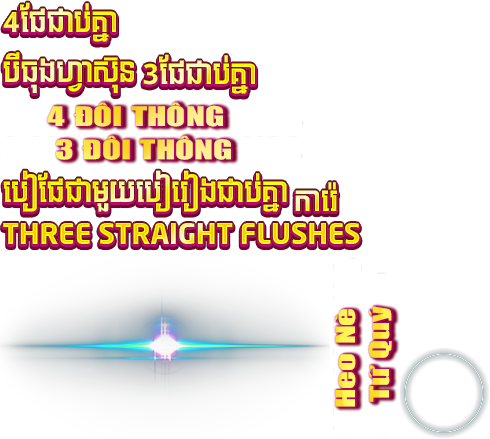 4ផែជាប់គ្នា
បីធុងហ្វាស៊ុន 3ផែជាប់គ្នា
4 ĐÔI THÔNG
3 ĐÔI THÔNG
បៀផែជាមួយបៀរៀងជាប់គ្នា ការ៉េ
THREE STRAIGHT FLUSHES
Heo Nè
Tứ Quý